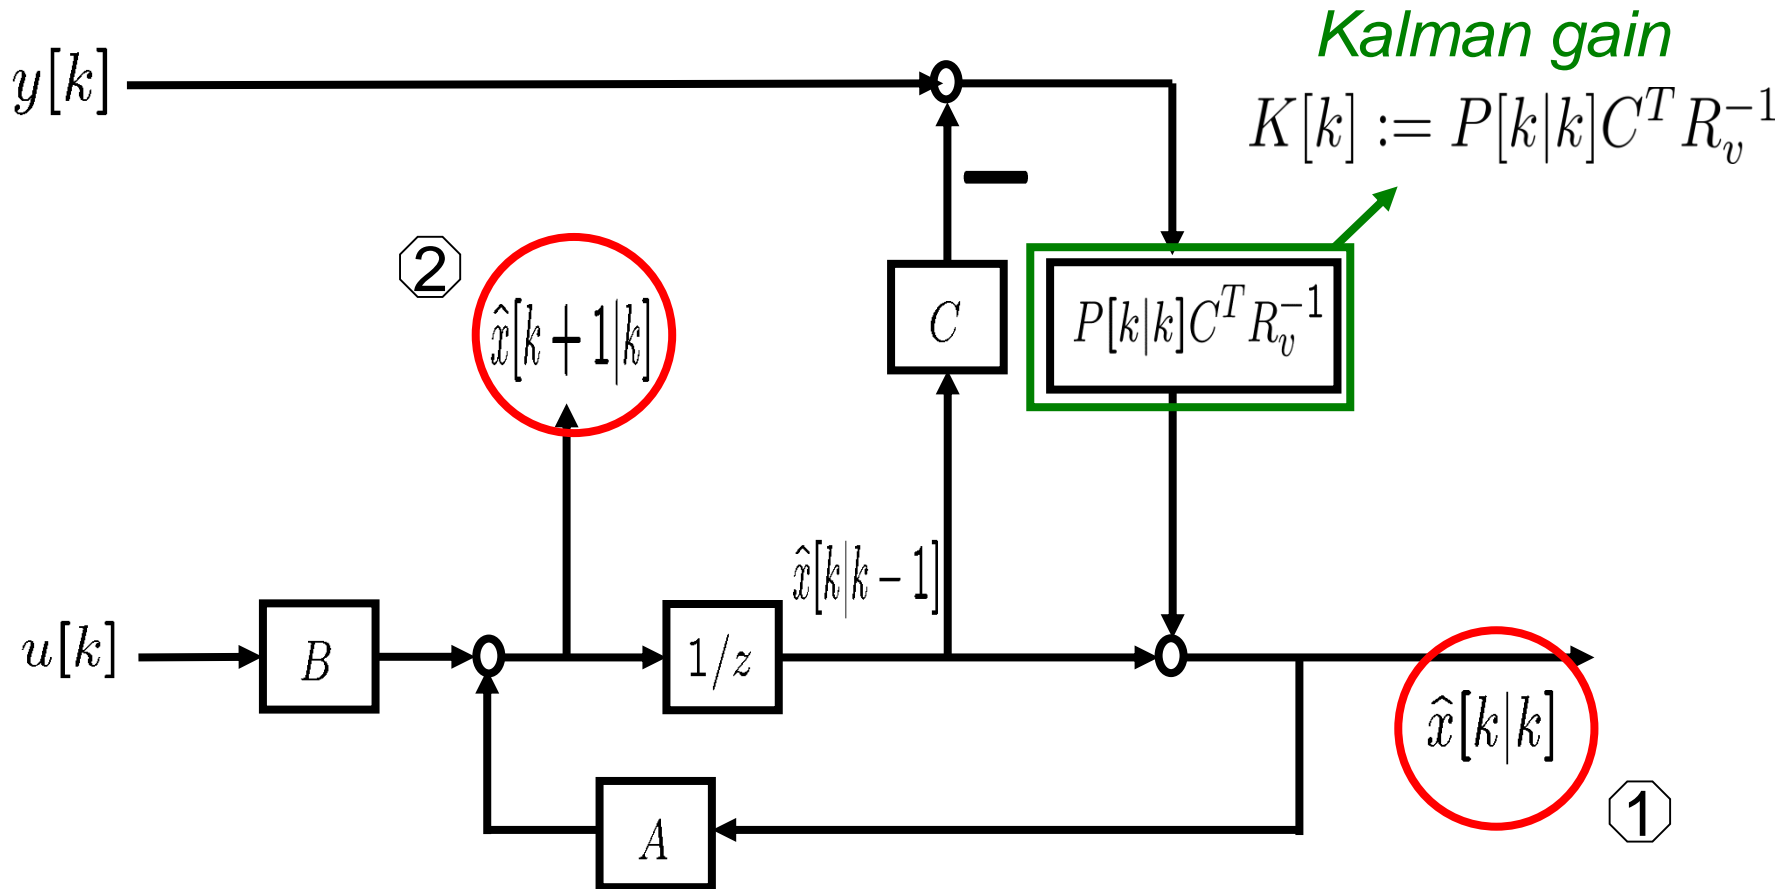 Kalman gain
y[k]
K[k] := P[k|k]C^T R_v^{-1}
−
②
x̂[k + 1|k]
C
P[k|k]C^T R_v^{-1}
x̂[k|k − 1]
u[k]
B
1/z
x̂[k|k]
①
A